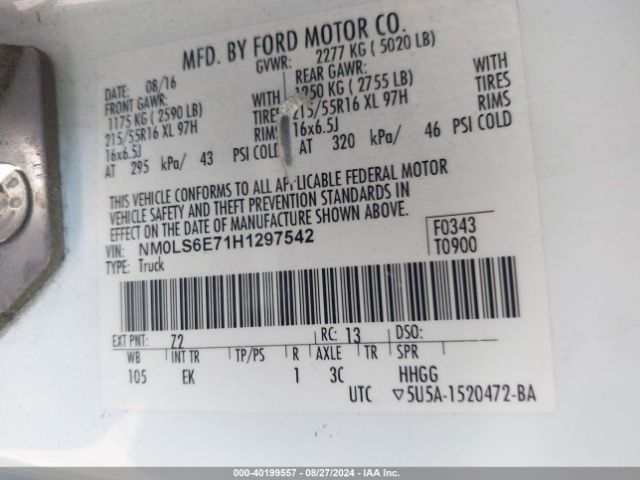 MFD. BY FORD MOTOR CO.
DATE: 08/16 GVWR: 2277 KG ( 5020 LB)
FRONT GAWR: REAR GAWR:
1175 KG ( 2590 LB) WITH 1250 KG ( 2755 LB) WITH
215/55R16 XL 97H TIRES 215/55R16 XL 97H TIRES
16x6.5J RIMS 16x6.5J RIMS
AT 295 kPa/ 43 PSI COLD AT 320 kPa/ 46 PSI COLD
THIS VEHICLE CONFORMS TO ALL APPLICABLE FEDERAL MOTOR
VEHICLE SAFETY AND THEFT PREVENTION STANDARDS IN
EFFECT ON THE DATE OF MANUFACTURE SHOWN ABOVE.
VIN: NM0LS6E71H1297542 F0343
TYPE: Truck T0900
EXT PNT: 72 RC: 13 DSO:
WB INT TR TP/PS R AXLE TR SPR
105 EK 1 3C HHGG
UTC ▽5U5A-1520472-BA
000-40199557 - 08/27/2024 - IAA Inc.